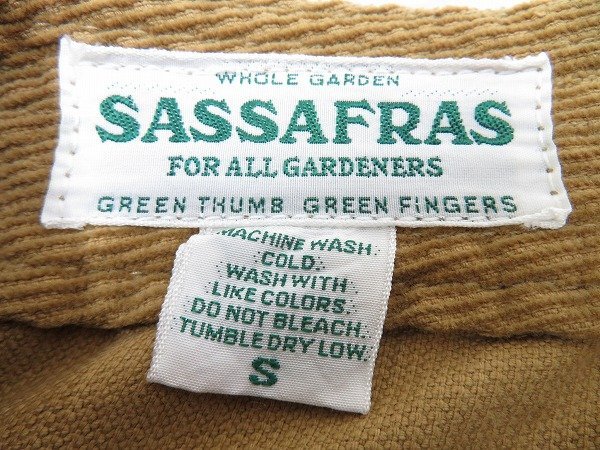 WHOLE GARDEN
SASSAFRAS
FOR ALL GARDENERS
GREEN THUMB GREEN FINGERS
MACHINE WASH
COLD.
WASH WITH
LIKE COLORS.
DO NOT BLEACH.
TUMBLE DRY LOW.
S